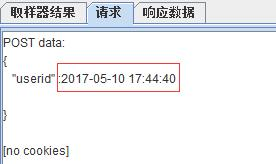 取样器结果 请求 响应数据
POST data:
{
"userid" :2017-05-10 17:44:40
}
[no cookies]